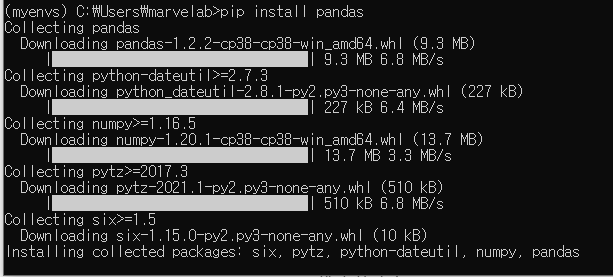 (myenvs) C:₩Users₩marvelab>pip install pandas
Collecting pandas
Downloading pandas-1.2.2-cp38-cp38-win_amd64.whl (9.3 MB)
|████████████████████████████████| 9.3 MB 6.8 MB/s
Collecting python-dateutil>=2.7.3
Downloading python_dateutil-2.8.1-py2.py3-none-any.whl (227 kB)
|████████████████████████████████| 227 kB 6.4 MB/s
Collecting numpy>=1.16.5
Downloading numpy-1.20.1-cp38-cp38-win_amd64.whl (13.7 MB)
|████████████████████████████████| 13.7 MB 3.3 MB/s
Collecting pytz>=2017.3
Downloading pytz-2021.1-py2.py3-none-any.whl (510 kB)
|████████████████████████████████| 510 kB 6.8 MB/s
Collecting six>=1.5
Downloading six-1.15.0-py2.py3-none-any.whl (10 kB)
Installing collected packages: six, pytz, python-dateutil, numpy, pandas